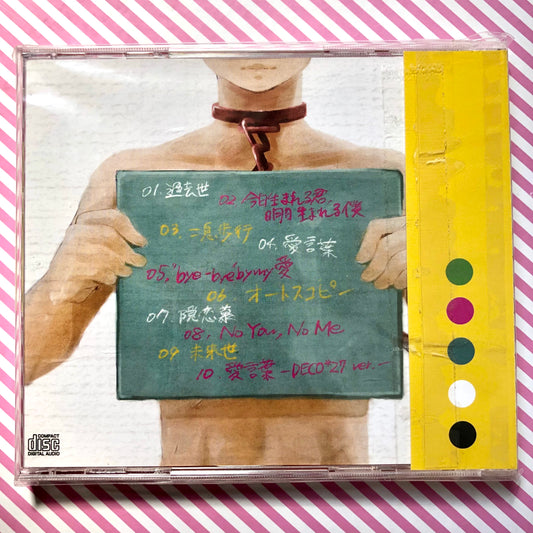 01. 過去世
02. 今日生まれる君、
明日生まれる僕
03. 二息歩行
04. 愛言葉
05. "bye-bye by my 愛
06. オートスコピー
07. 隠恋慕
08. No You, No Me
09. 未来世
10. 愛言葉 -DECO*27 ver.-
COMPACT
disc
DIGITAL AUDIO